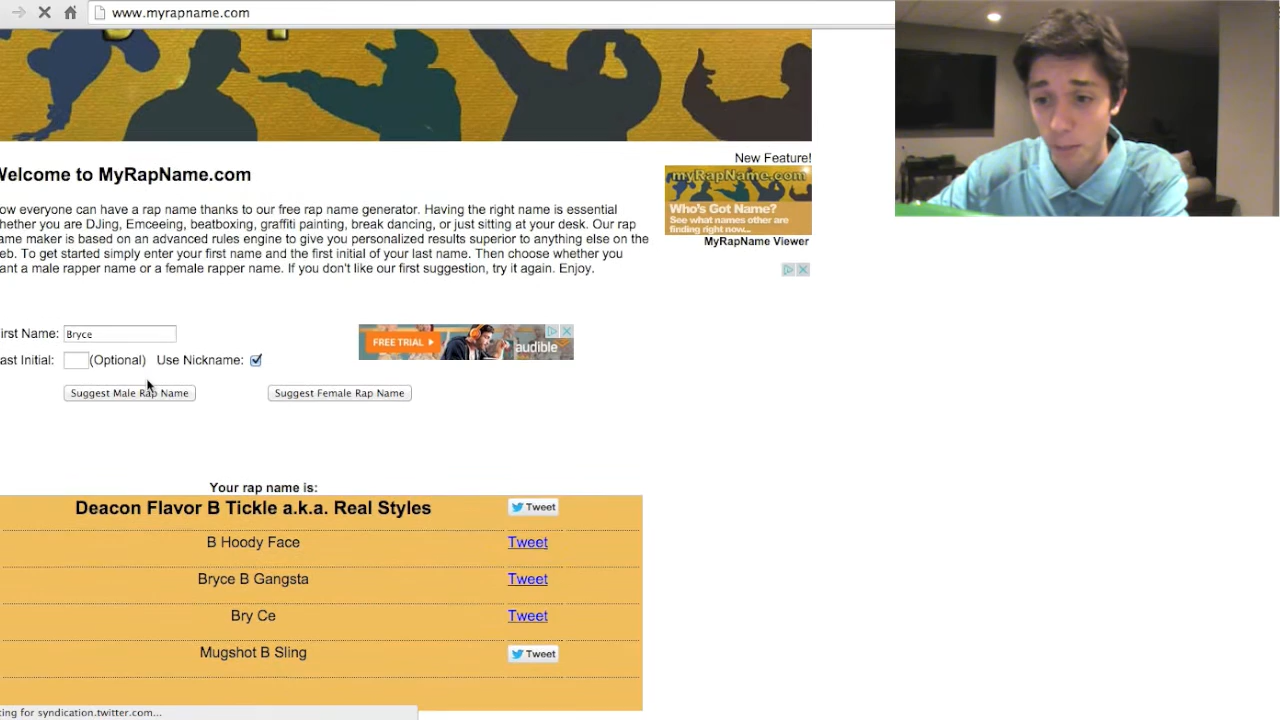 www.myrapname.com
Welcome to MyRapName.com
New Feature!
myRapName.com
Who's Got Name?
See what names other are
finding right now...
MyRapName Viewer
ow everyone can have a rap name thanks to our free rap name generator. Having the right name is essential
hether you are DJing, Emceeing, beatboxing, graffiti painting, break dancing, or just sitting at your desk. Our rap
ame maker is based on an advanced rules engine to give you personalized results superior to anything else on the
eb. To get started simply enter your first name and the first initial of your last name. Then choose whether you
ant a male rapper name or a female rapper name. If you don't like our first suggestion, try it again. Enjoy.
irst Name: Bryce
ast Initial: (Optional) Use Nickname:
FREE TRIAL
audible
Suggest Male Rap Name Suggest Female Rap Name
Your rap name is:
Deacon Flavor B Tickle a.k.a. Real Styles Tweet
B Hoody Face Tweet
Bryce B Gangsta Tweet
Bry Ce Tweet
Mugshot B Sling Tweet
ting for syndication.twitter.com...